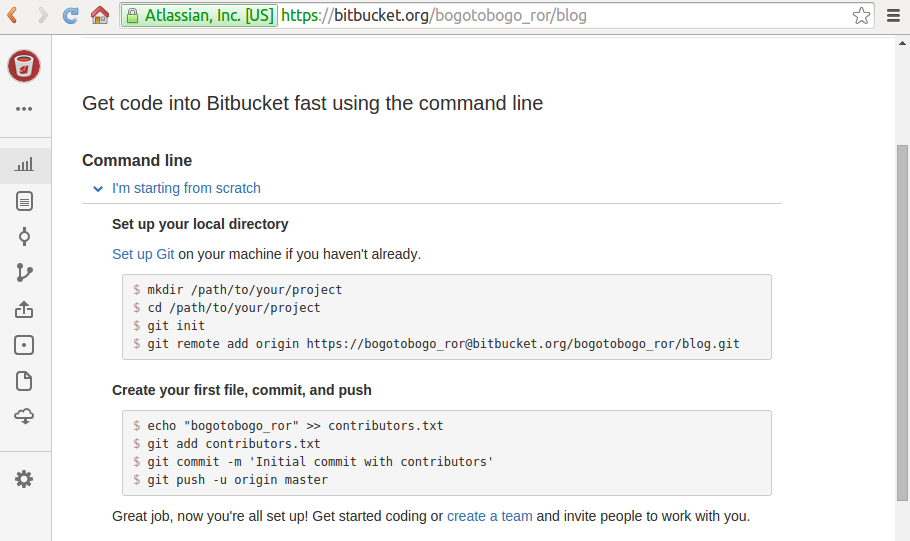 Atlassian, Inc. [US] https://bitbucket.org/bogotobogo_ror/blog
Get code into Bitbucket fast using the command line
Command line
I'm starting from scratch
Set up your local directory
Set up Git on your machine if you haven't already.
$ mkdir /path/to/your/project
$ cd /path/to/your/project
$ git init
$ git remote add origin https://bogotobogo_ror@bitbucket.org/bogotobogo_ror/blog.git
Create your first file, commit, and push
$ echo "bogotobogo_ror" >> contributors.txt
$ git add contributors.txt
$ git commit -m 'Initial commit with contributors'
$ git push -u origin master
Great job, now you're all set up! Get started coding or create a team and invite people to work with you.